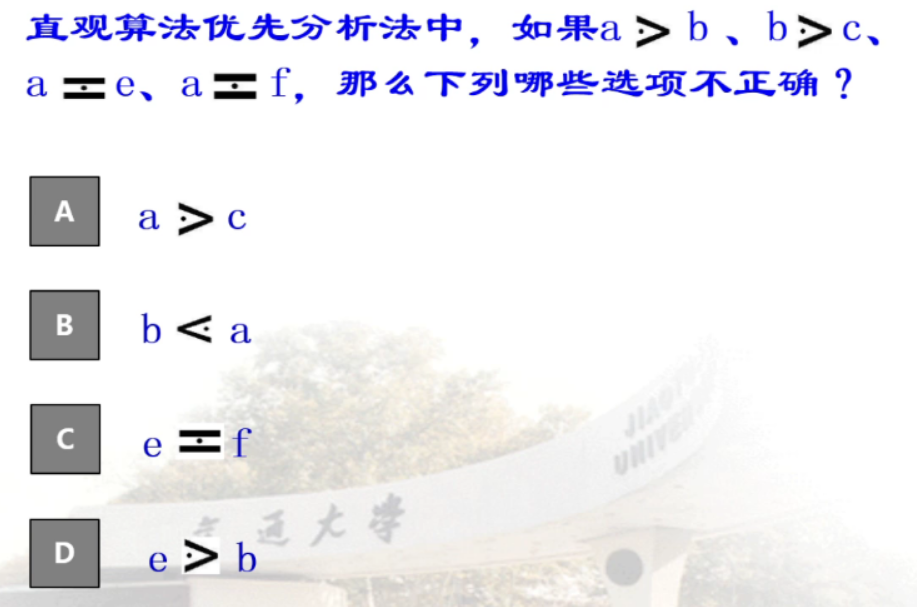 直观算法优先分析法中，如果a ⋗ b 、b⋗c、
a ≐ e、a ≐ f，那么下列哪些选项不正确？
A a ⋗ c
B b ⋖ a
C e ≐ f
D e ⋗ b
JIAOTONG
UNIVERSITY
交通大学